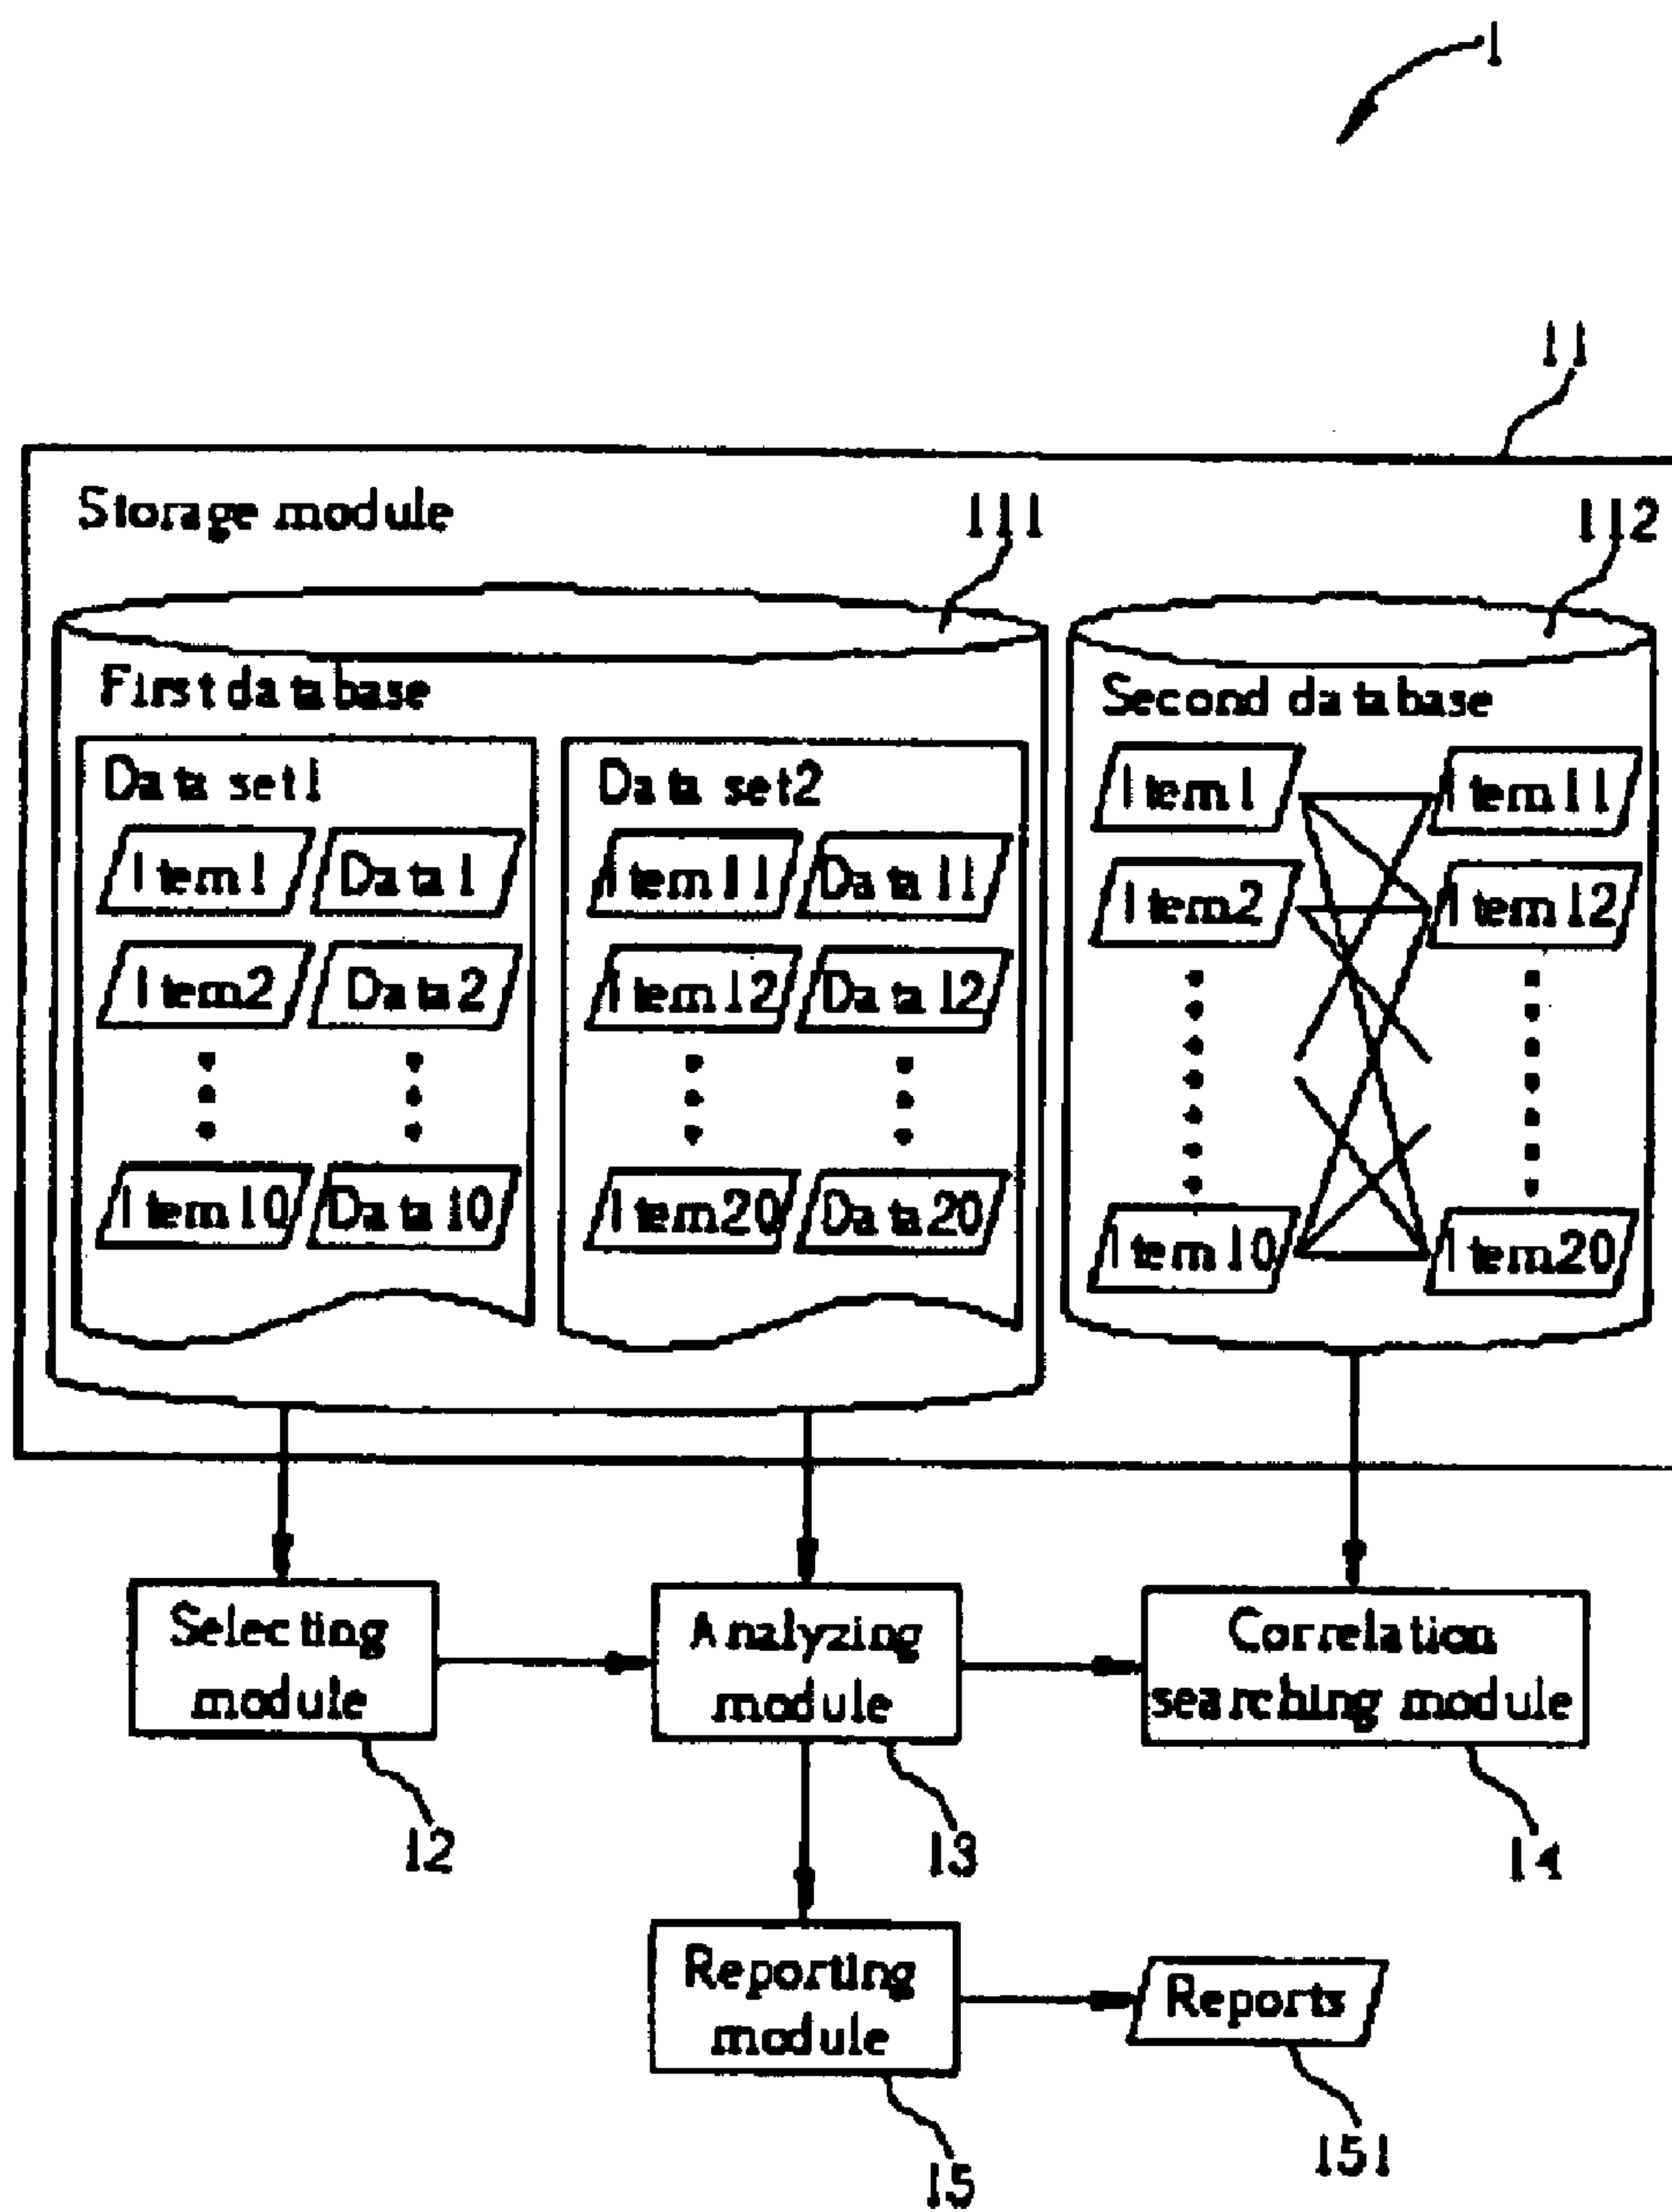 1
11
Storage module
111
112
First database
Second database
Data set1
Data set2
Item1
Data1
Item11
Data11
Item1
Item11
Item2
Data2
Item12
Data12
Item2
Item12
Item10
Data10
Item20
Data20
Item10
Item20
Selecting
module
Analyzing
module
Correlation
searching module
12
13
14
Reporting
module
Reports
15
151